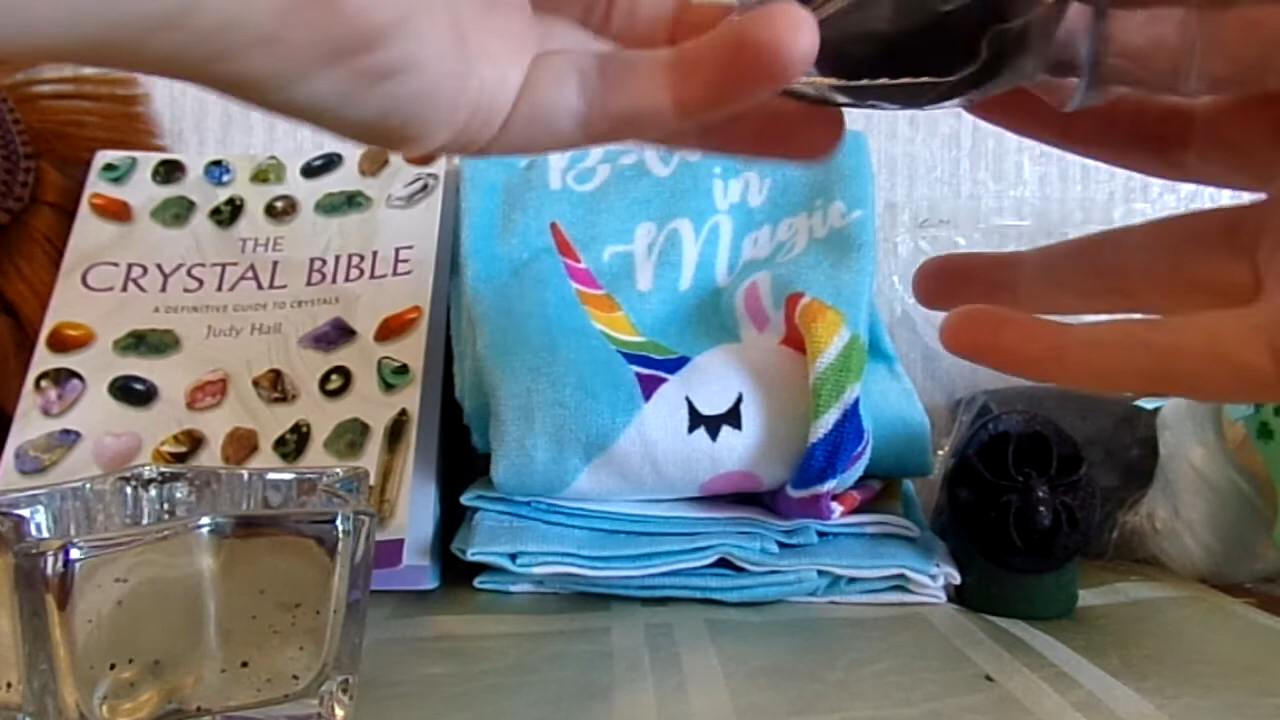 THE
CRYSTAL BIBLE
A DEFINITIVE GUIDE TO CRYSTALS
Judy Hall
in
Magic